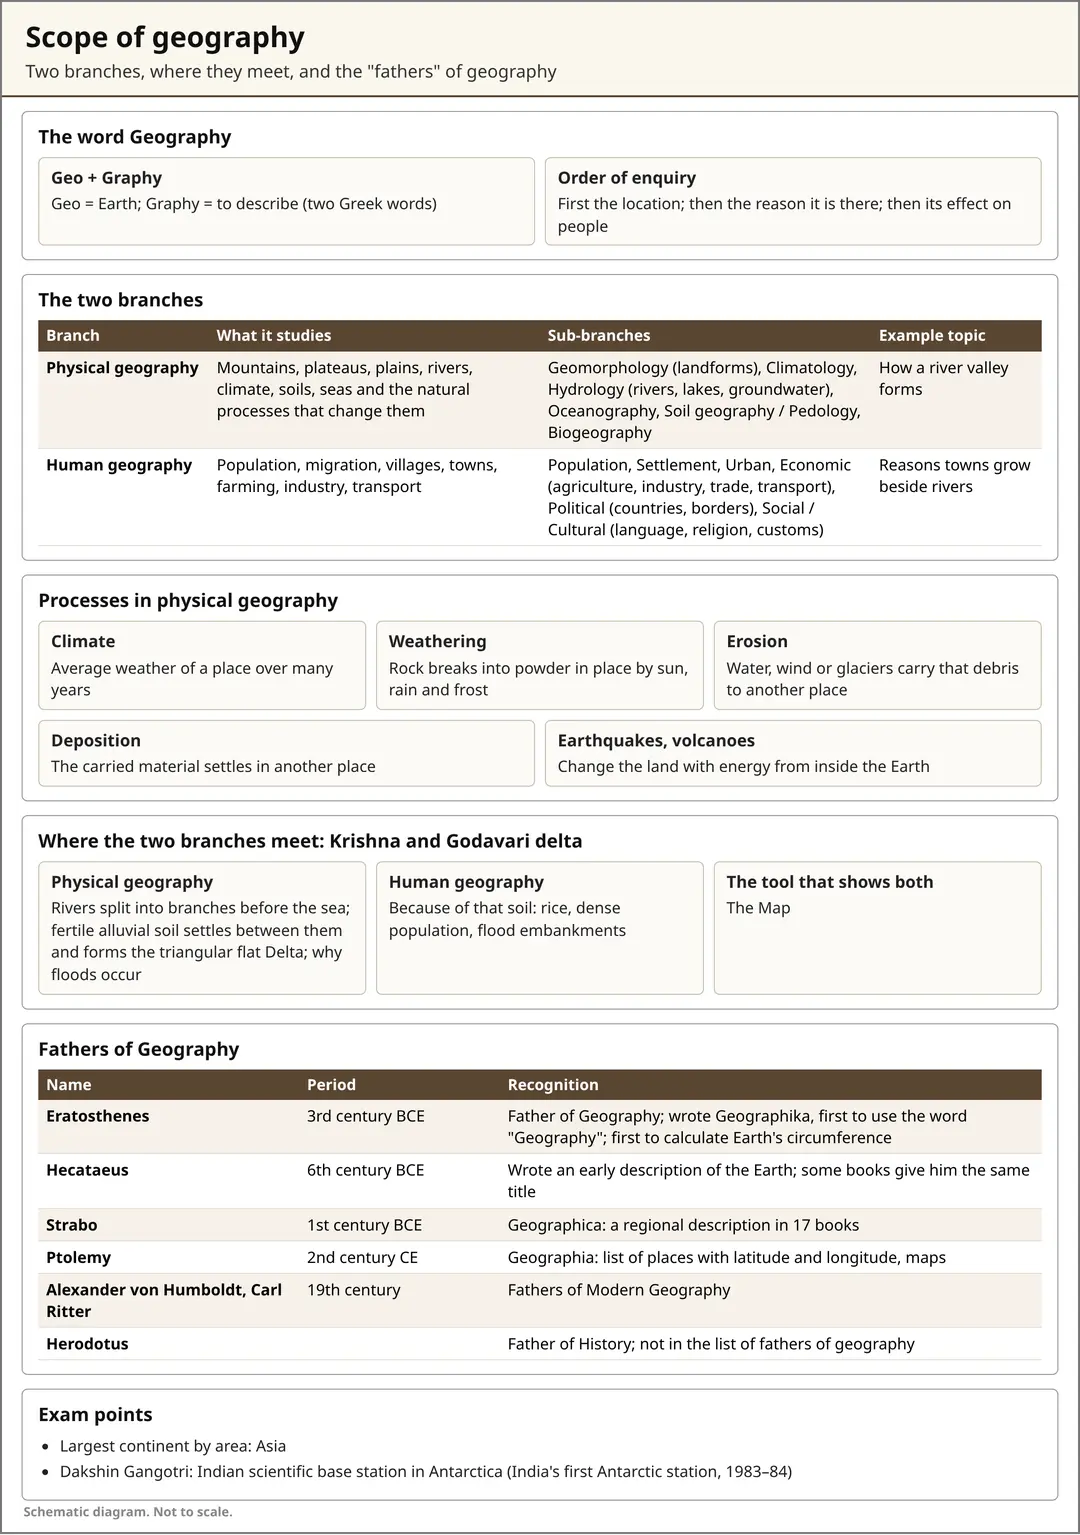 Scope of geography
Two branches, where they meet, and the "fathers" of geography
The word Geography
Geo + Graphy
Geo = Earth; Graphy = to describe (two Greek words)
Order of enquiry
First the location; then the reason it is there; then its effect on
people
The two branches
Branch What it studies Sub-branches Example topic
Physical geography
Mountains, plateaus, plains, rivers,
climate, soils, seas and the natural
processes that change them
Geomorphology (landforms), Climatology,
Hydrology (rivers, lakes, groundwater),
Oceanography, Soil geography / Pedology,
Biogeography
How a river valley
forms
Human geography
Population, migration, villages, towns,
farming, industry, transport
Population, Settlement, Urban, Economic
(agriculture, industry, trade, transport),
Political (countries, borders), Social /
Cultural (language, religion, customs)
Reasons towns grow
beside rivers
Processes in physical geography
Climate
Average weather of a place over many
years
Weathering
Rock breaks into powder in place by sun,
rain and frost
Erosion
Water, wind or glaciers carry that debris
to another place
Deposition
The carried material settles in another place
Earthquakes, volcanoes
Change the land with energy from inside the Earth
Where the two branches meet: Krishna and Godavari delta
Physical geography
Rivers split into branches before the sea;
fertile alluvial soil settles between them
and forms the triangular flat Delta; why
floods occur
Human geography
Because of that soil: rice, dense
population, flood embankments
The tool that shows both
The Map
Fathers of Geography
Name Period Recognition
Eratosthenes
3rd century BCE
Father of Geography; wrote Geographika, first to use the word
"Geography"; first to calculate Earth's circumference
Hecataeus
6th century BCE
Wrote an early description of the Earth; some books give him the same
title
Strabo 1st century BCE Geographica: a regional description in 17 books
Ptolemy 2nd century CE Geographia: list of places with latitude and longitude, maps
Alexander von Humboldt, Carl
Ritter
19th century
Fathers of Modern Geography
Herodotus Father of History; not in the list of fathers of geography
Exam points
• Largest continent by area: Asia
• Dakshin Gangotri: Indian scientific base station in Antarctica (India's first Antarctic station, 1983–84)
Schematic diagram. Not to scale.